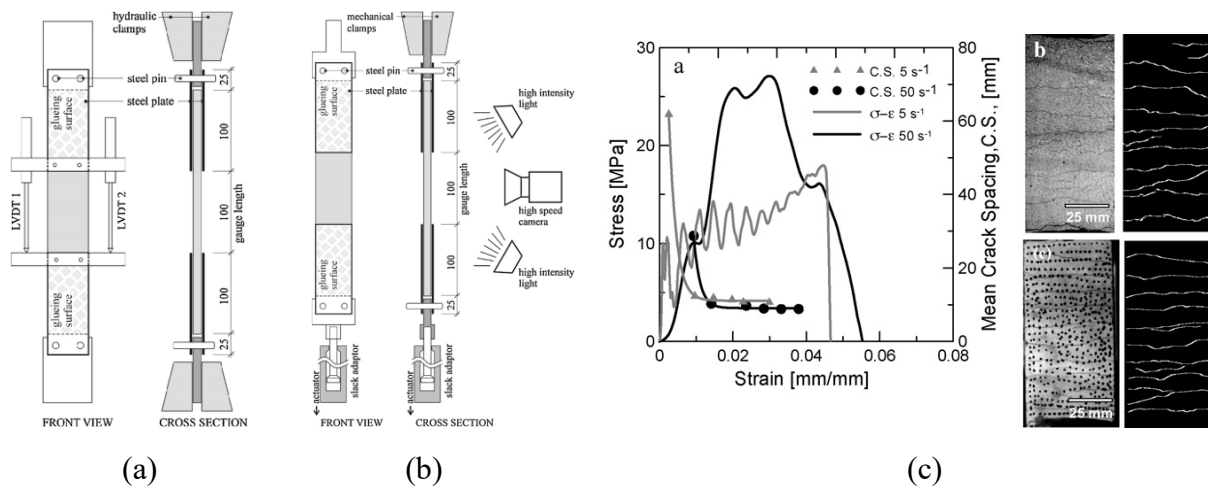 hydraulic
clamps
steel pin
steel plate
glueing
surface
LVDT 1
LVDT 2
glueing
surface
25
100
100
gauge length
100
25
FRONT VIEW
CROSS SECTION
(a)
mechanical
clamps
steel pin
steel plate
glueing
surface
glueing
surface
25
100
100
gauge length
100
25
high intensity
light
high speed
camera
high intensity
light
actuator
slack adaptor
actuator
slack adaptor
FRONT VIEW
CROSS SECTION
(b)
a
C.S. 5 s-1
C.S. 50 s-1
σ–ε 5 s-1
σ–ε 50 s-1
Stress [MPa]
30
25
20
15
10
5
0
Mean Crack Spacing, C.S., [mm]
80
70
60
50
40
30
20
10
0
0
0.02
0.04
0.06
0.08
Strain [mm/mm]
b
25 mm
(c)
25 mm
(c)